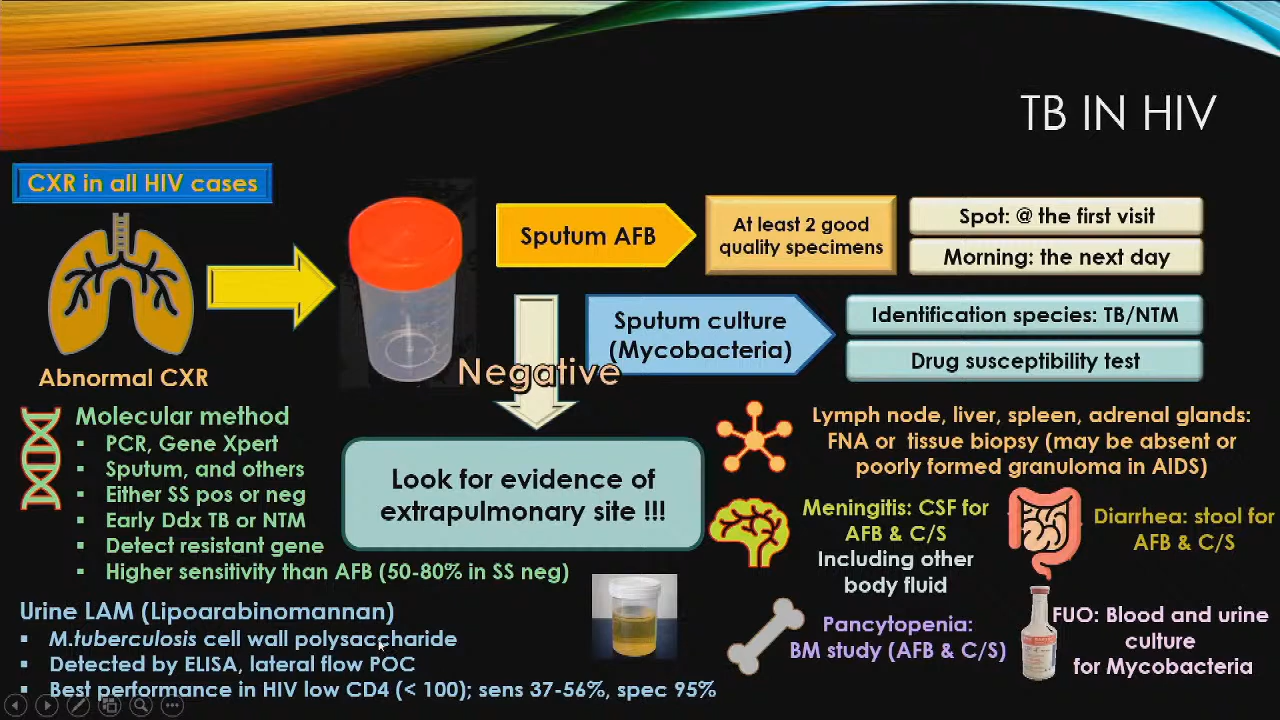 TB IN HIV
CXR in all HIV cases
Abnormal CXR
Sputum AFB
At least 2 good
quality specimens
Spot: @ the first visit
Morning: the next day
Sputum culture
(Mycobacteria)
Identification species: TB/NTM
Drug susceptibility test
Negative
Look for evidence of
extrapulmonary site !!!
Molecular method
▪ PCR, Gene Xpert
▪ Sputum, and others
▪ Either SS pos or neg
▪ Early Ddx TB or NTM
▪ Detect resistant gene
▪ Higher sensitivity than AFB (50-80% in SS neg)
Urine LAM (Lipoarabinomannan)
▪ M.tuberculosis cell wall polysaccharide
▪ Detected by ELISA, lateral flow POC
▪ Best performance in HIV low CD4 (< 100); sens 37-56%, spec 95%
Lymph node, liver, spleen, adrenal glands:
FNA or tissue biopsy (may be absent or
poorly formed granuloma in AIDS)
Meningitis: CSF for
AFB & C/S
Including other
body fluid
Diarrhea: stool for
AFB & C/S
Pancytopenia:
BM study (AFB & C/S)
FUO: Blood and urine
culture
for Mycobacteria